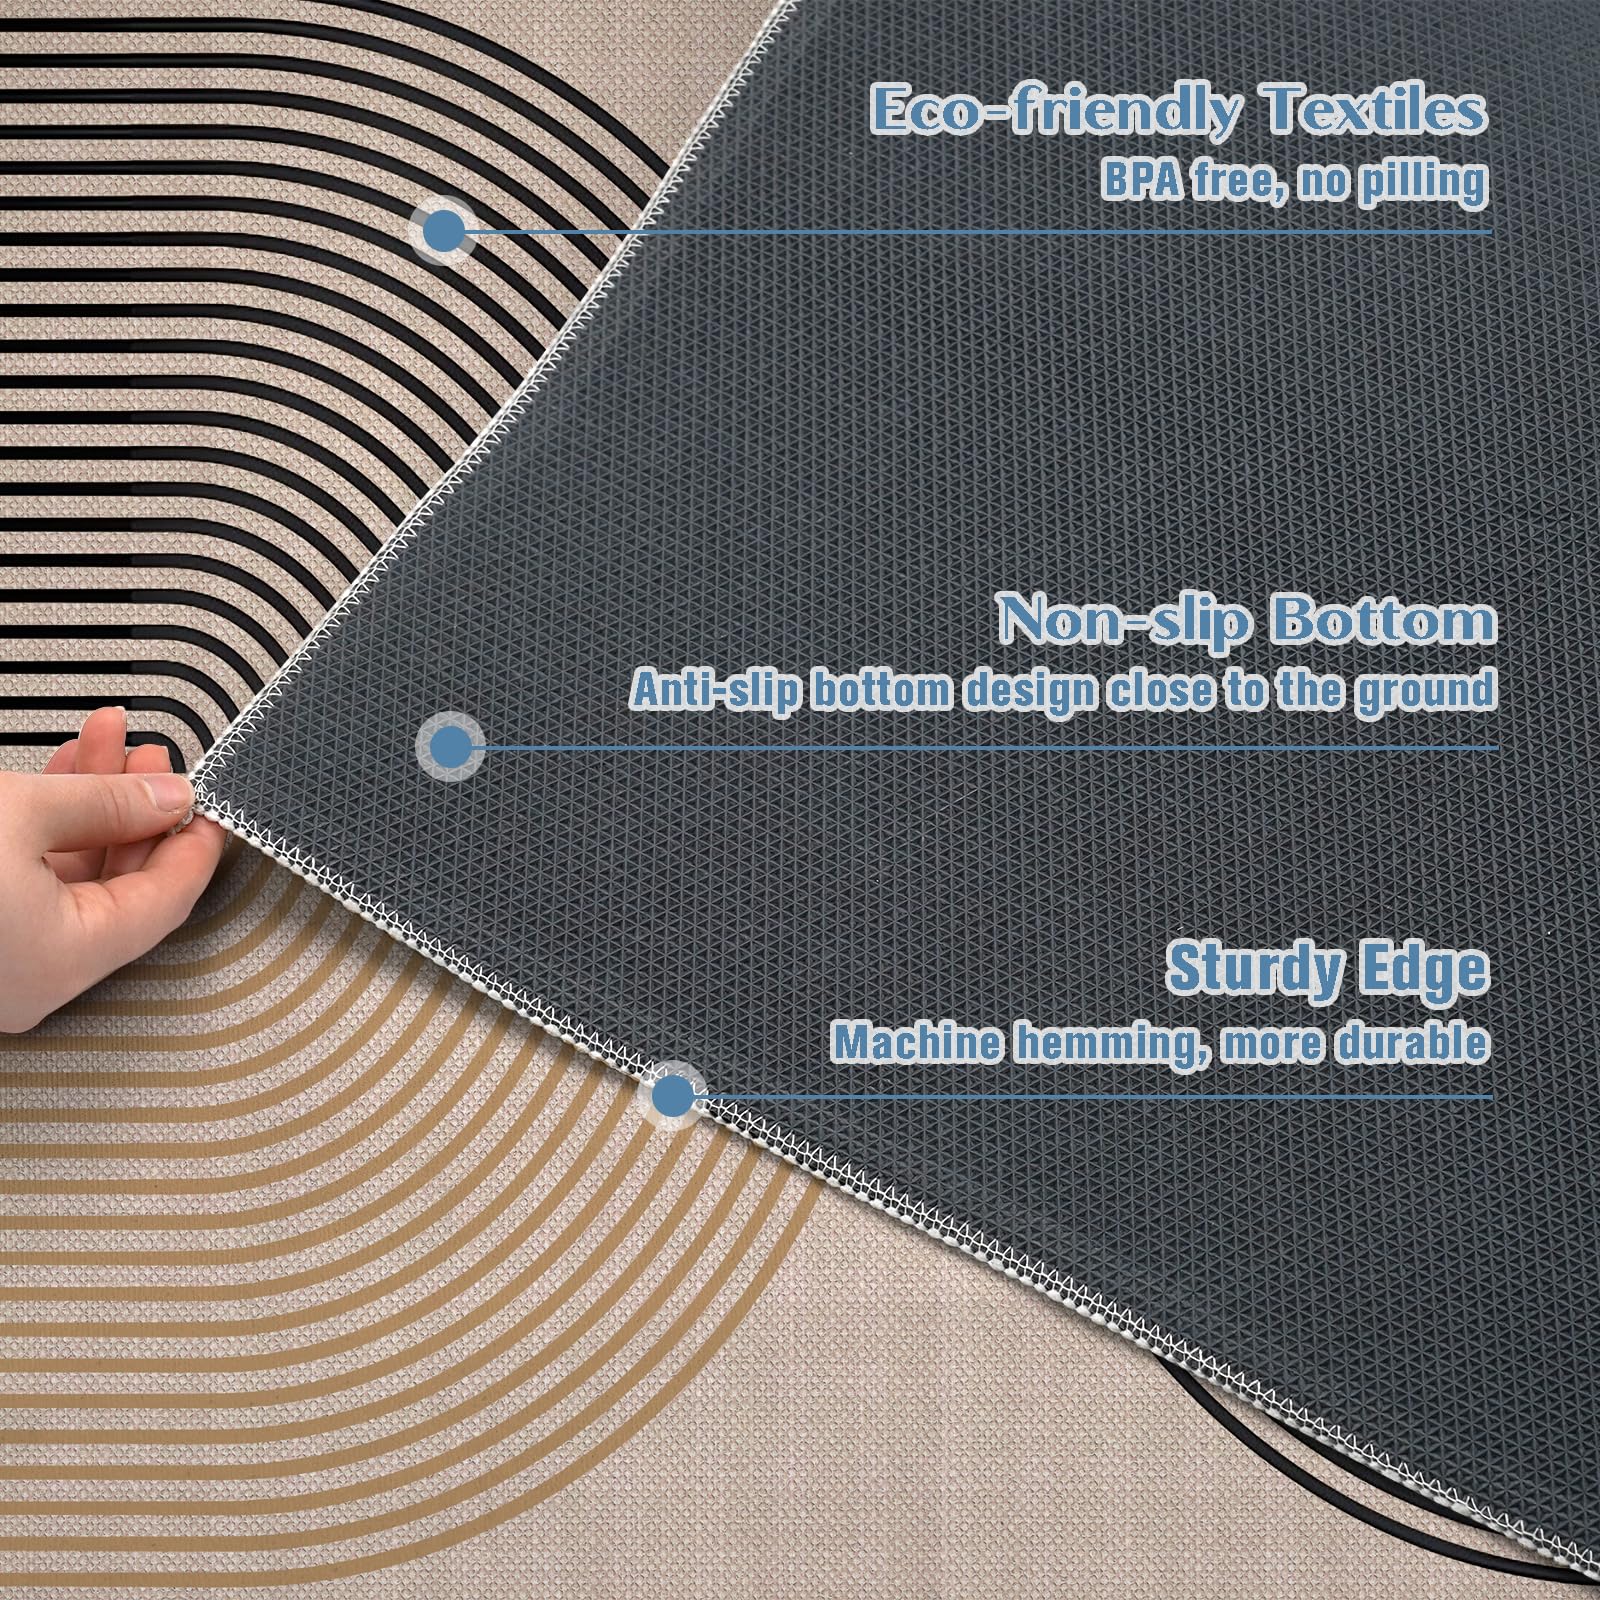 Eco-friendly Textiles
BPA free, no pilling
Non-slip Bottom
Anti-slip bottom design close to the ground
Sturdy Edge
Machine hemming, more durable